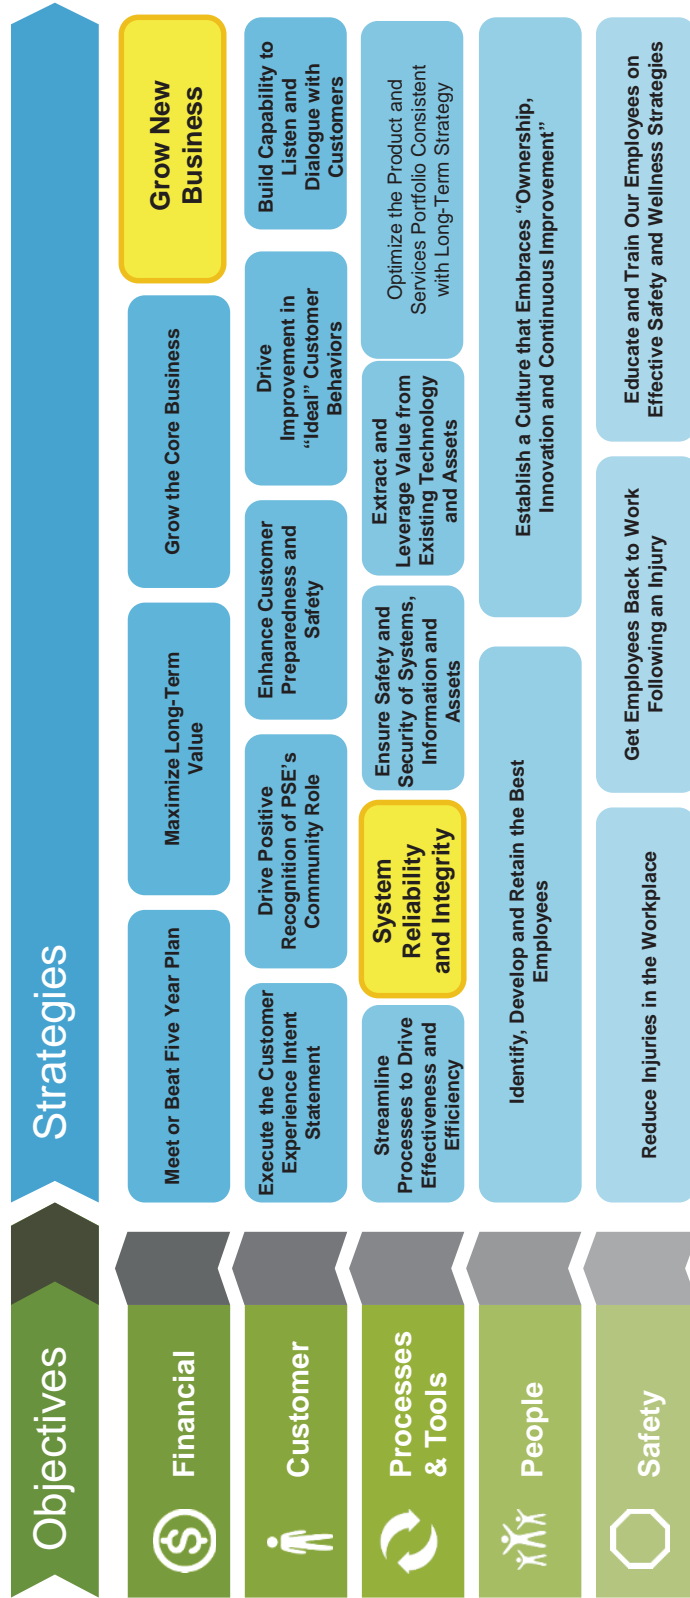 Objectives
Strategies
Financial
Meet or Beat Five Year Plan
Maximize Long-Term
Value
Grow the Core Business
Grow New
Business
Customer
Execute the Customer
Experience Intent
Statement
Drive Positive
Recognition of PSE's
Community Role
Enhance Customer
Preparedness and
Safety
Drive
Improvement in
“Ideal” Customer
Behaviors
Build Capability to
Listen and
Dialogue with
Customers
Processes
& Tools
Streamline
Processes to Drive
Effectiveness and
Efficiency
System
Reliability
and Integrity
Ensure Safety and
Security of Systems,
Information and
Assets
Extract and
Leverage Value from
Existing Technology
and Assets
Optimize the Product and
Services Portfolio Consistent
with Long-Term Strategy
People
Identify, Develop and Retain the Best
Employees
Establish a Culture that Embraces “Ownership,
Innovation and Continuous Improvement”
Safety
Reduce Injuries in the Workplace
Get Employees Back to Work
Following an Injury
Educate and Train Our Employees on
Effective Safety and Wellness Strategies